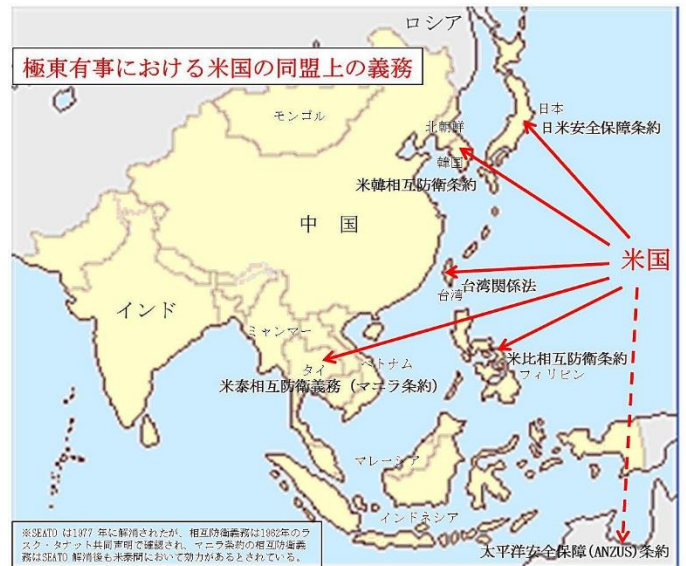 ロシア
極東有事における米国の同盟上の義務
モンゴル
日本
北朝鮮
日米安全保障条約
韓国
米韓相互防衛条約
中　国
米国
台湾関係法
台湾
インド
ミャンマー
米比相互防衛条約
ベトナム
タイ
フィリピン
米泰相互防衛義務（マニラ条約）
マレーシア
インドネシア
※SEATO は1977 年に解消されたが、相互防衛義務は1962年のラ
スク・タナット共同声明で確認され、マニラ条約の相互防衛義
務はSEATO 解消後も米泰間において効力があるとされている。
太平洋安全保障(ANZUS)条約